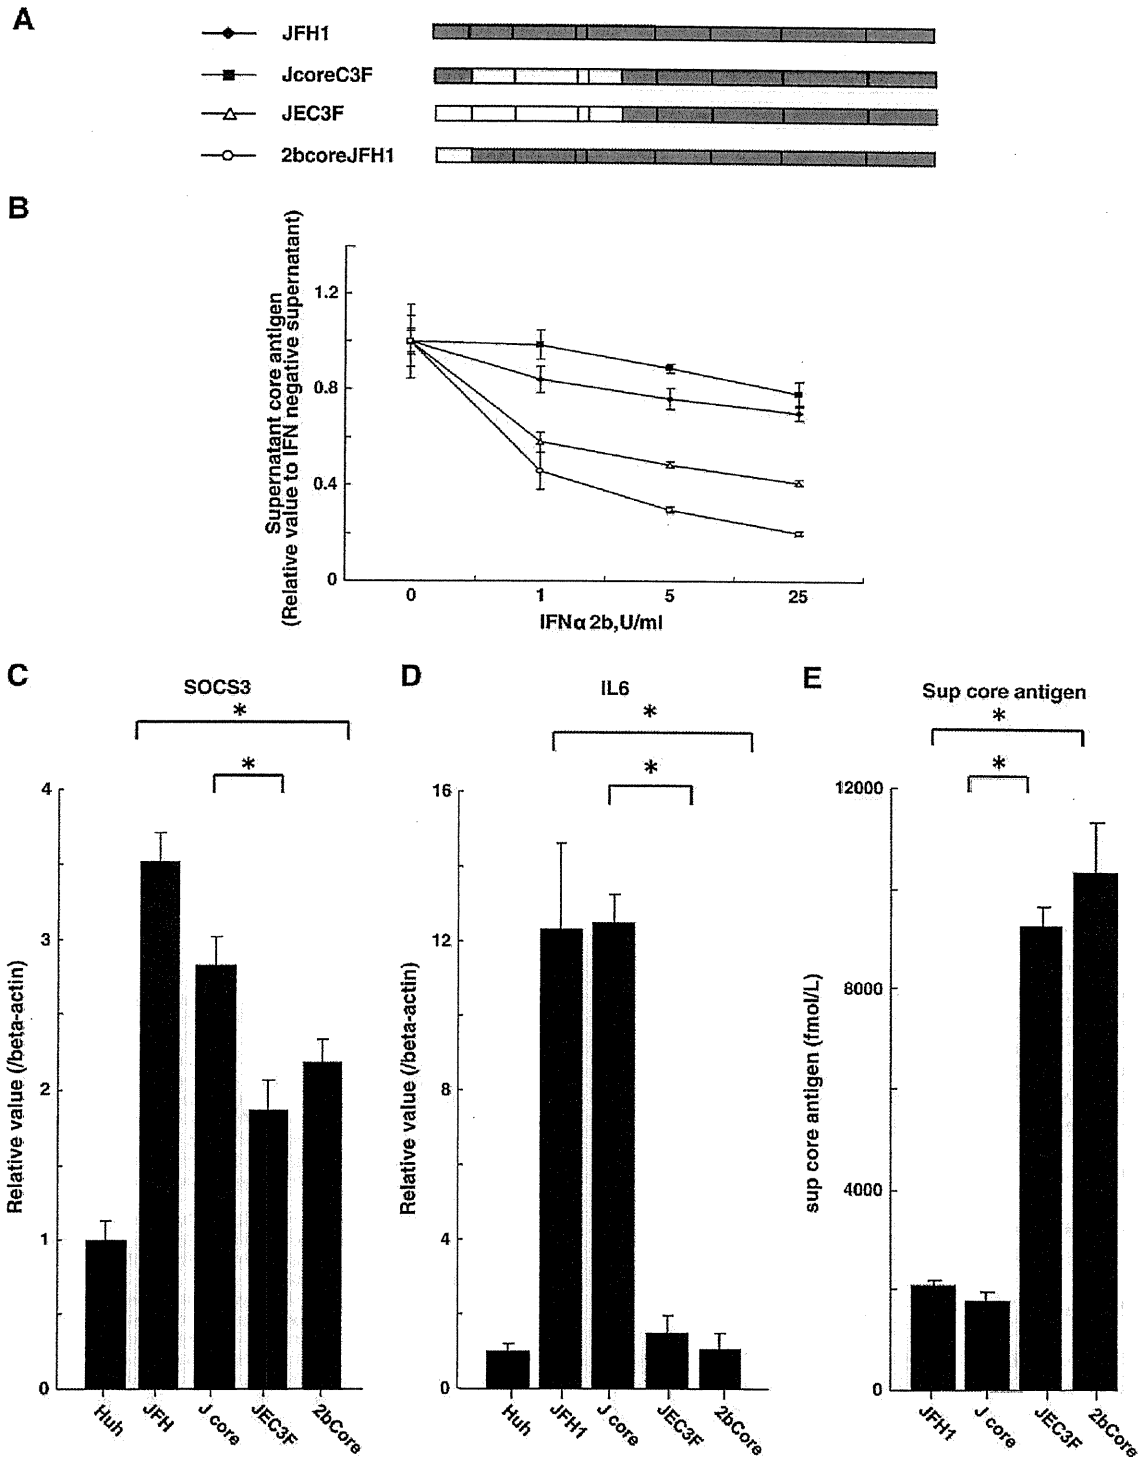 A
JFH1
JcoreC3F
JEC3F
2bcoreJFH1
B
Supernatant core antigen
(Relative value to IFN negative supernatant)
1.2
0.8
0.4
0
0 1 5 25
IFNα 2b,U/ml
C
SOCS3
*
*
Relative value (/beta-actin)
4
3
2
1
0
Huh JFH J core JEC3F 2bCore
D
IL6
*
*
Relative value (/beta-actin)
16
12
8
4
0
Huh JFH1 J core JEC3F 2bCore
E
Sup core antigen
*
*
sup core antigen (fmol/L)
12000
8000
4000
0
JFH1 J core JEC3F 2bCore